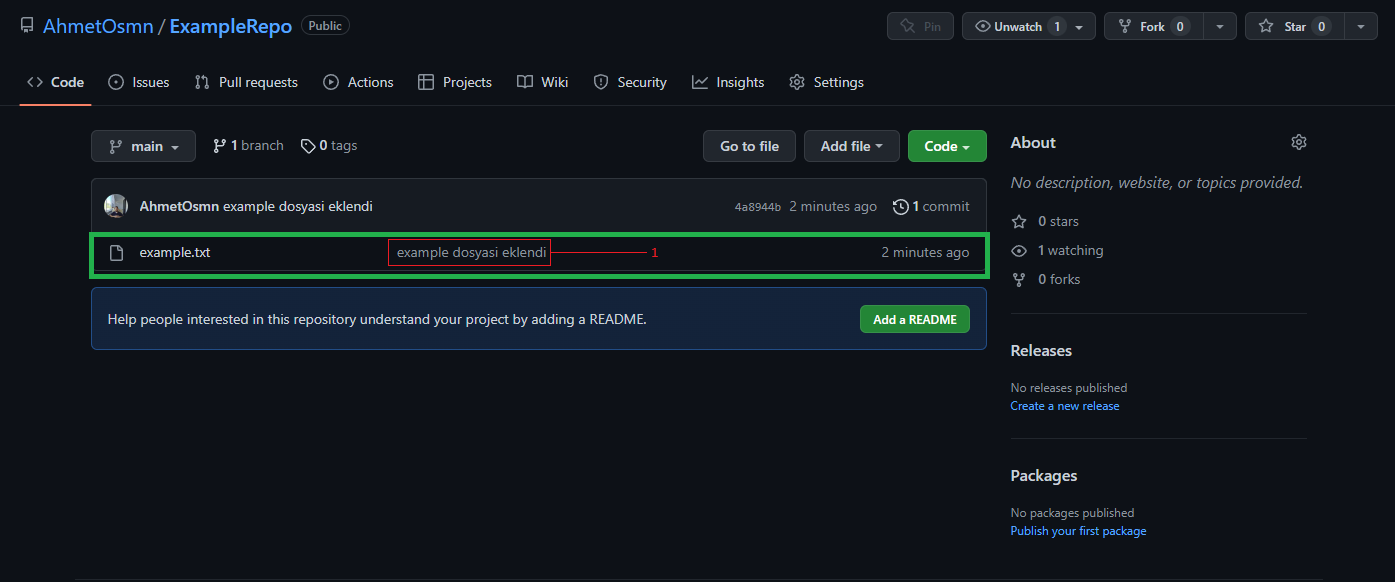 AhmetOsmn / ExampleRepo Public
Pin
Unwatch 1
Fork 0
Star 0
Code
Issues
Pull requests
Actions
Projects
Wiki
Security
Insights
Settings
main
1 branch
0 tags
Go to file
Add file
Code
AhmetOsmn example dosyasi eklendi
4a8944b 2 minutes ago
1 commit
example.txt
example dosyasi eklendi
1
2 minutes ago
Help people interested in this repository understand your project by adding a README.
Add a README
About
No description, website, or topics provided.
0 stars
1 watching
0 forks
Releases
No releases published
Create a new release
Packages
No packages published
Publish your first package